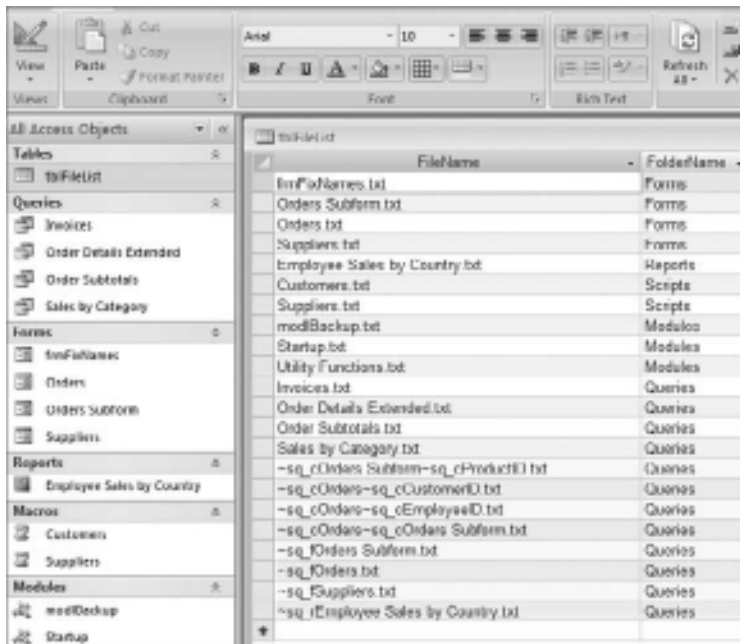 View
Views
Paste
Cut
Copy
Format Painter
Clipboard
Arial
10
B I U A
Font
Rich Text
Refresh
All
All Access Objects
Tables
tblFileList
Queries
Invoices
Order Details Extended
Order Subtotals
Sales by Category
Forms
frmFixNames
Orders
Orders Subform
Suppliers
Reports
Employee Sales by Country
Macros
Customers
Suppliers
Modules
modlBackup
Startup
tblFileList
FileName FolderName
frmFixNames.txt Forms
Orders Subform.txt Forms
Orders.txt Forms
Suppliers.txt Forms
Employee Sales by Country.txt Reports
Customers.txt Scripts
Suppliers.txt Scripts
modlBackup.txt Modules
Startup.txt Modules
Utility Functions.txt Modules
Invoices.txt Queries
Order Details Extended.txt Queries
Order Subtotals.txt Queries
Sales by Category.txt Queries
~sq_cOrders Subform~sq_cProductID.txt Queries
~sq_cOrders~sq_cCustomerID.txt Queries
~sq_cOrders~sq_cEmployeeID.txt Queries
~sq_cOrders~sq_cOrders Subform.txt Queries
~sq_fOrders Subform.txt Queries
~sq_fOrders.txt Queries
~sq_fSuppliers.txt Queries
~sq_rEmployee Sales by Country.txt Queries